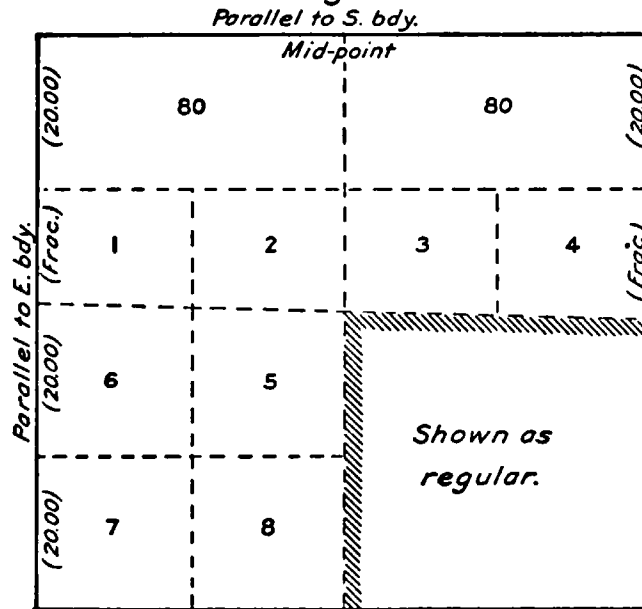 Parallel to S. bdy.
Mid-point
(20.00)
80
80
(20.00)
Parallel to E. bdy.
(Frac.)
1
2
3
4
(Frac.)
(20.00)
6
5
Shown as
regular.
(20.00)
7
8